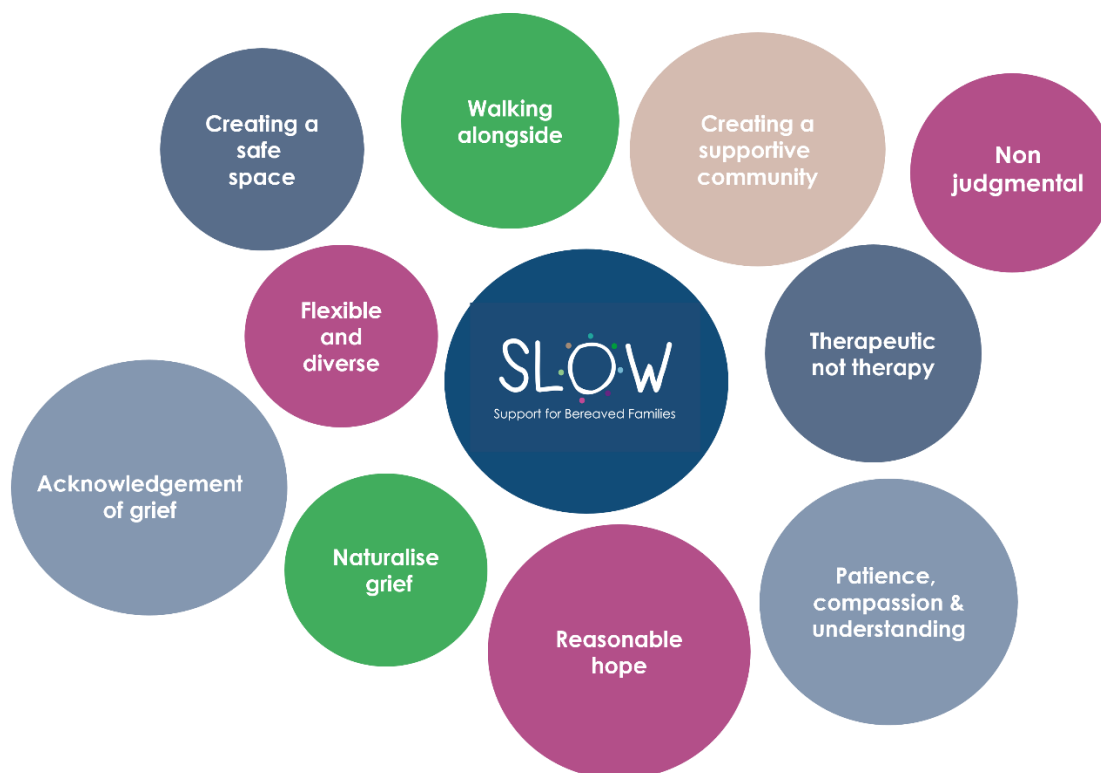 Creating a
safe
space
Walking
alongside
Creating a
supportive
community
Non
judgmental
Flexible
and
diverse
SLOW
Support for Bereaved Families
Therapeutic
not therapy
Acknowledgement
of grief
Naturalise
grief
Reasonable
hope
Patience,
compassion &
understanding